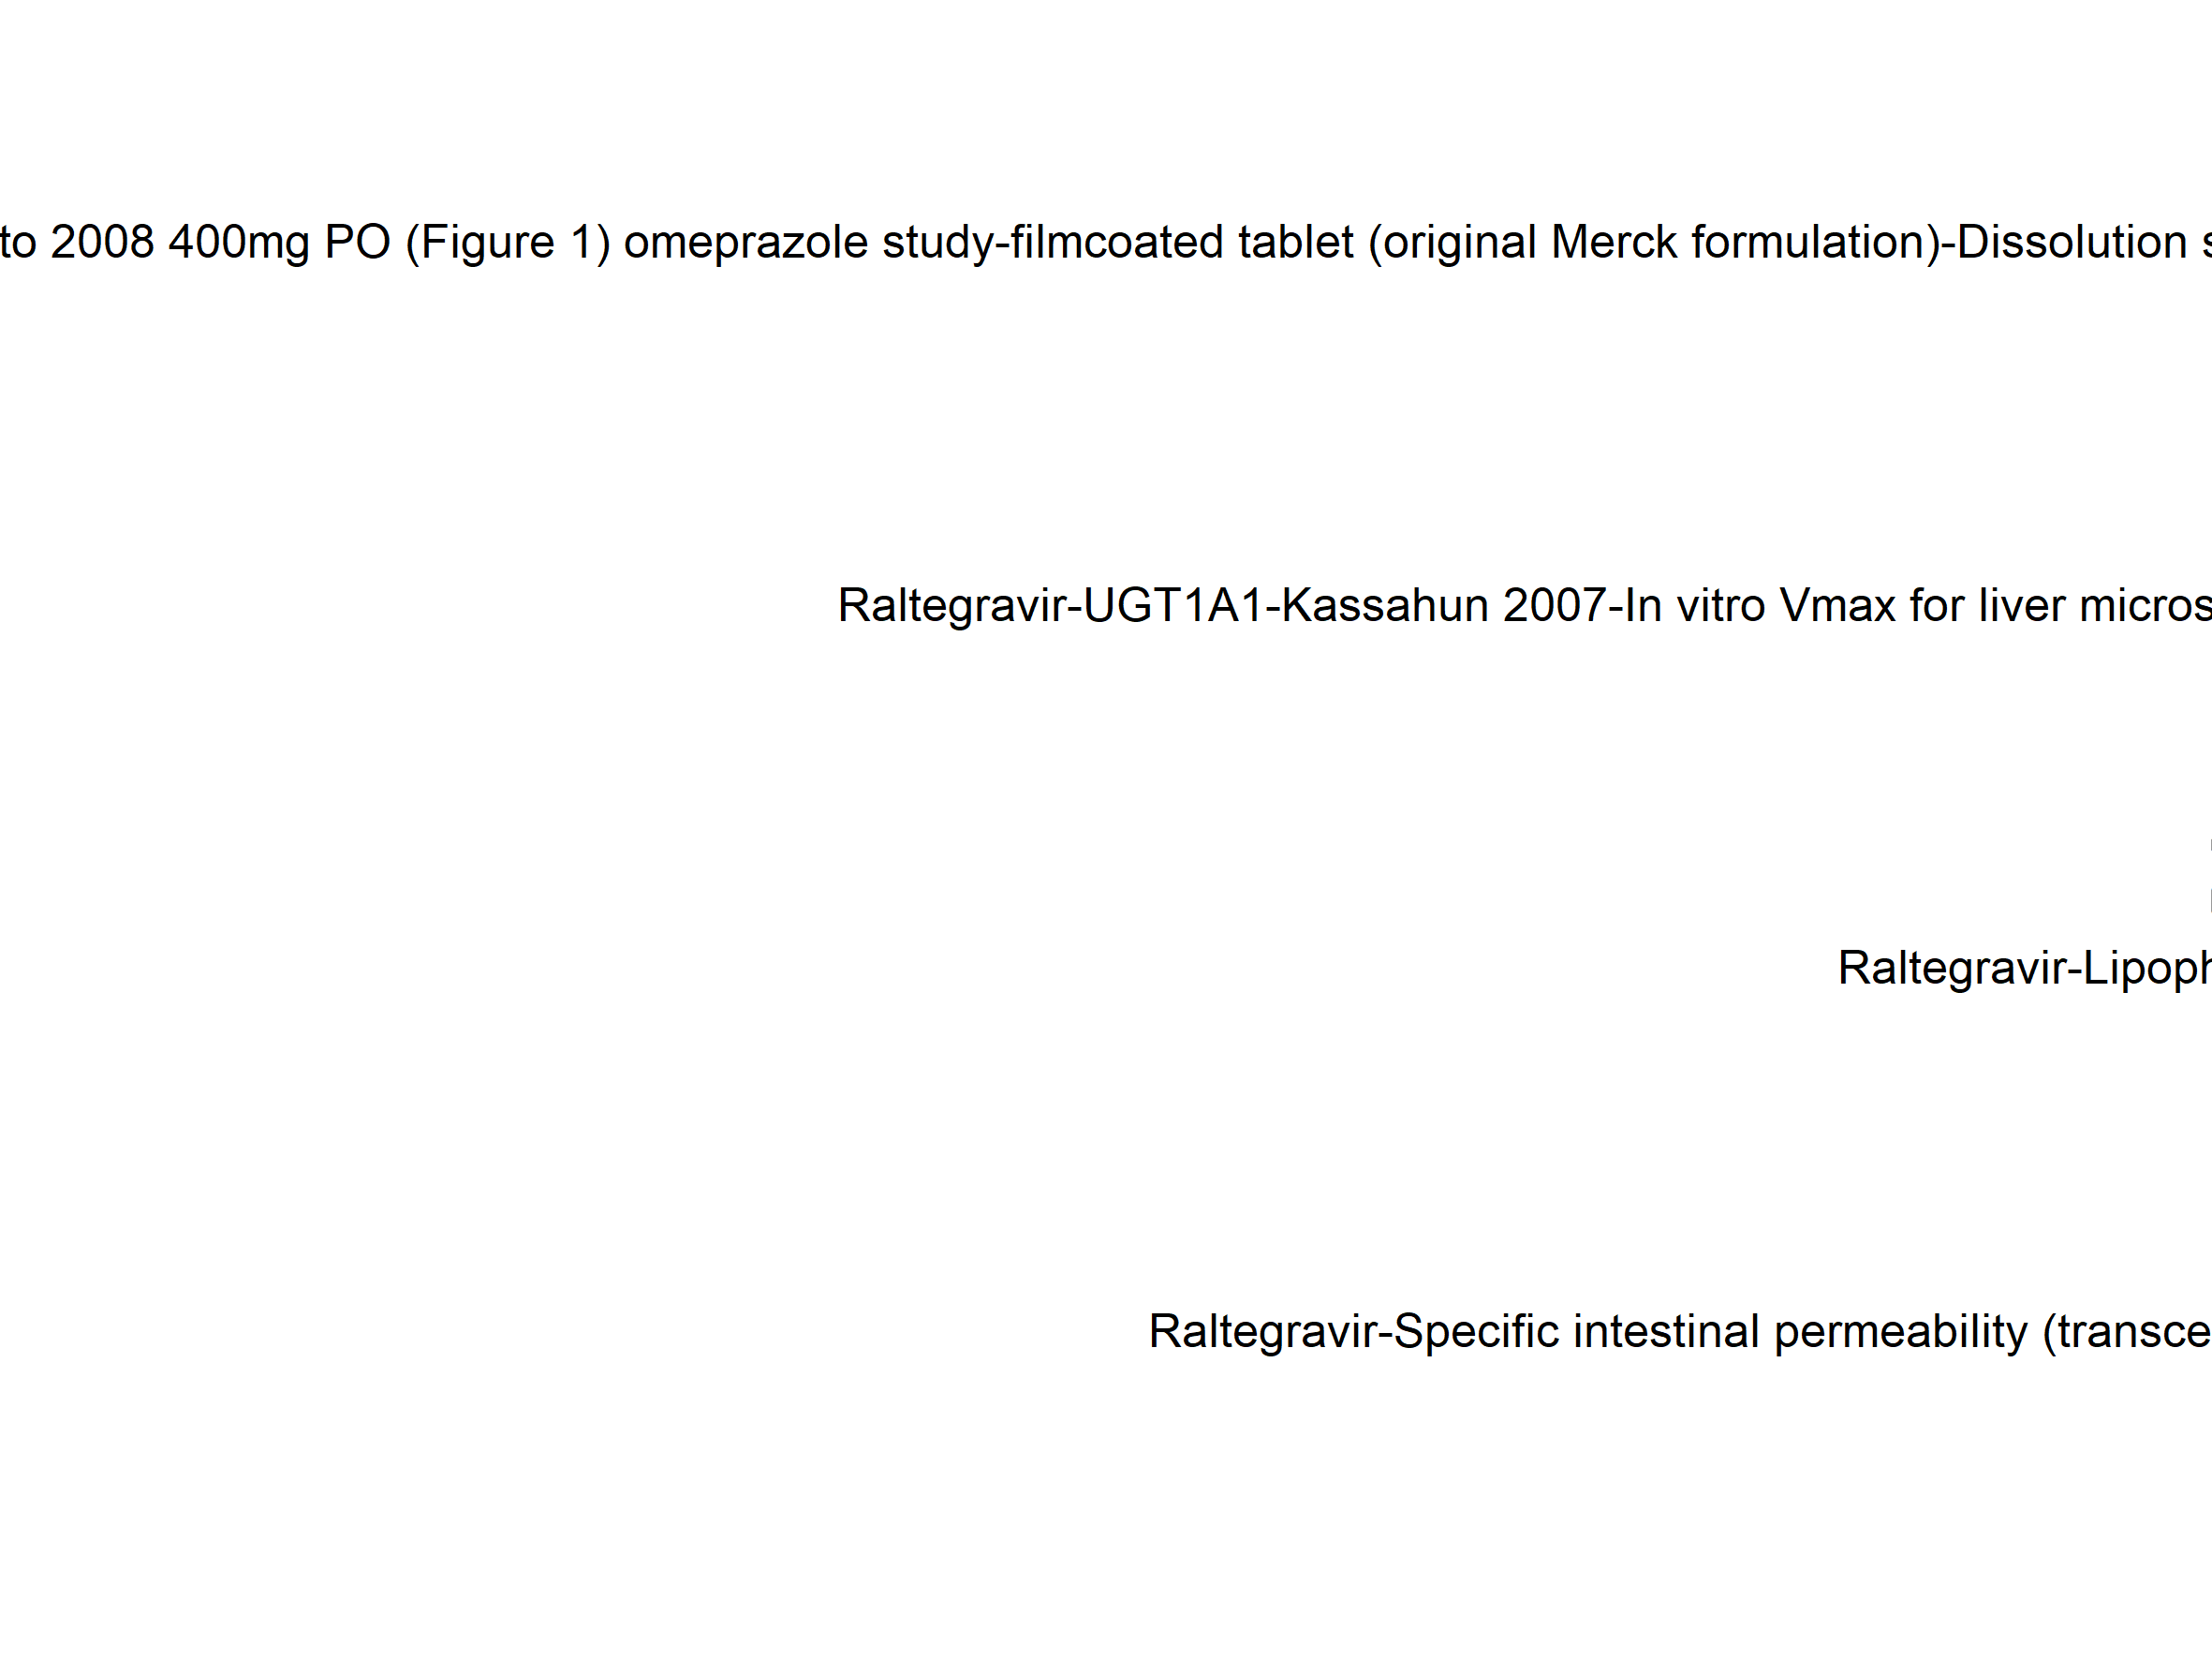 to 2008 400mg PO (Figure 1) omeprazole study-filmcoated tablet (original Merck formulation)-Dissolution s
Raltegravir-UGT1A1-Kassahun 2007-In vitro Vmax for liver micros
Raltegravir-Lipoph
Raltegravir-Specific intestinal permeability (transce